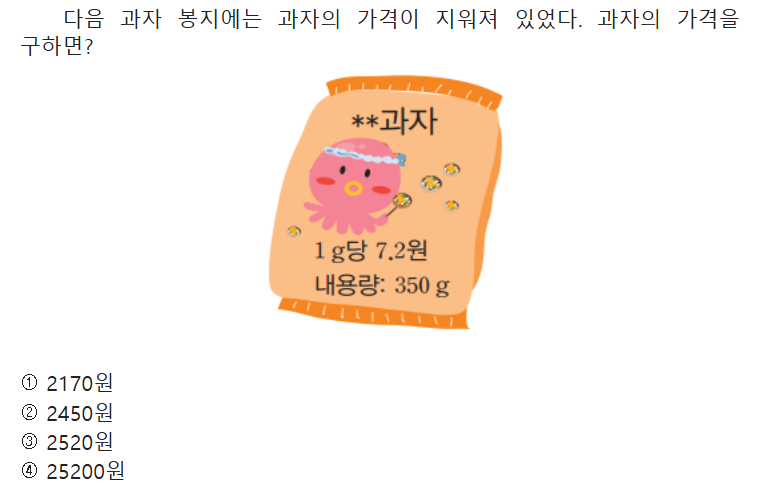 다음 과자 봉지에는 과자의 가격이 지워져 있었다. 과자의 가격을
구하면?
**과자
1 g당 7.2원
내용량: 350 g
① 2170원
② 2450원
③ 2520원
④ 25200원